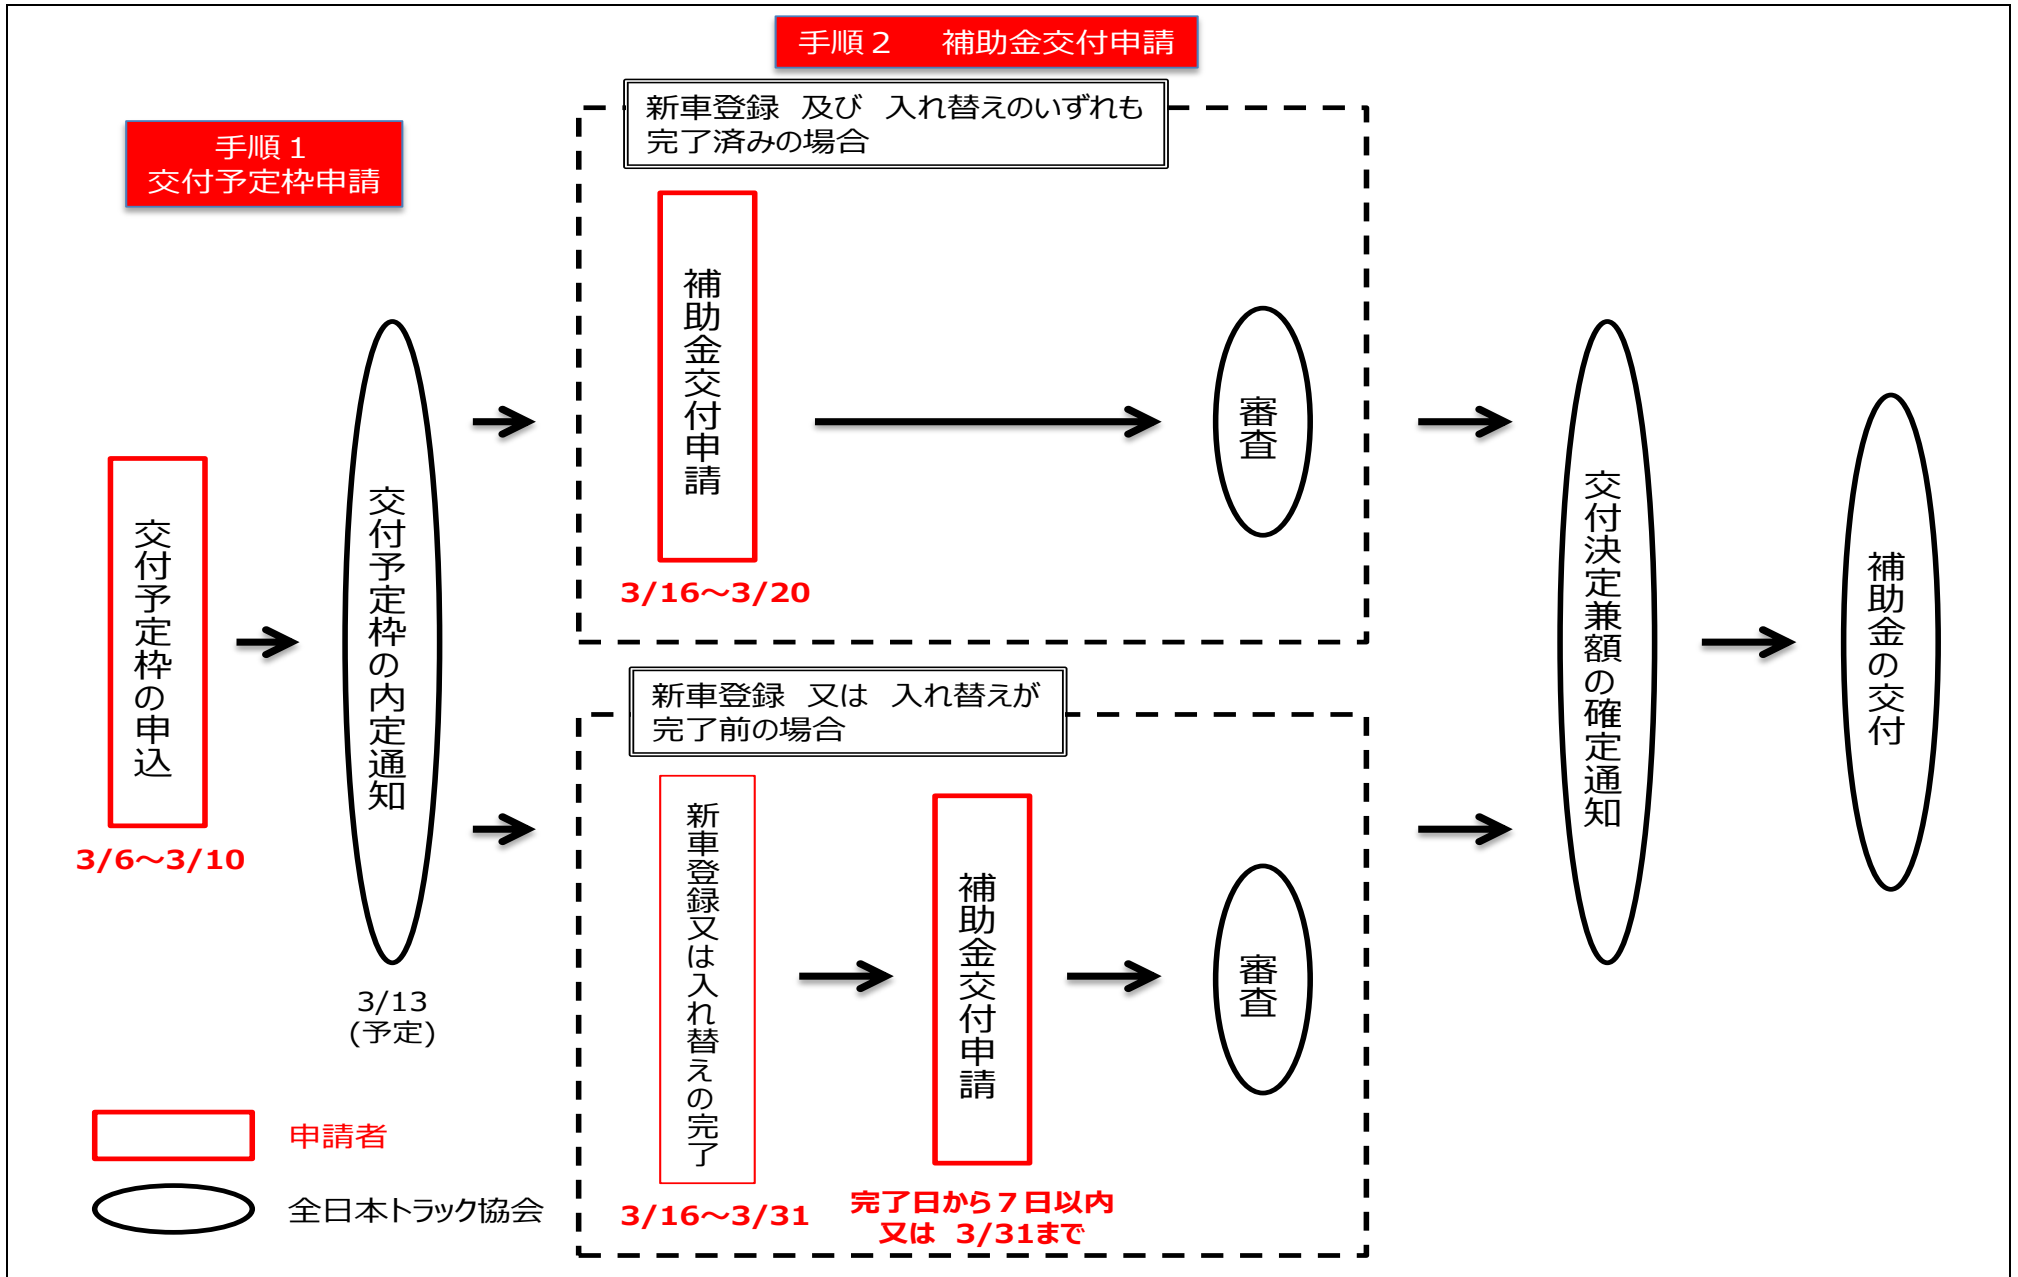 手順２　補助金交付申請
手順１
交付予定枠申請
新車登録　及び　入れ替えのいずれも
完了済みの場合
補助金交付申請
3/16～3/20
審査
交付予定枠の申込
3/6～3/10
交付予定枠の内定通知
3/13
(予定)
新車登録　又は　入れ替えが
完了前の場合
新車登録又は入れ替えの完了
3/16～3/31
補助金交付申請
完了日から７日以内
又は　3/31まで
審査
交付決定兼額の確定通知
補助金の交付
申請者
全日本トラック協会